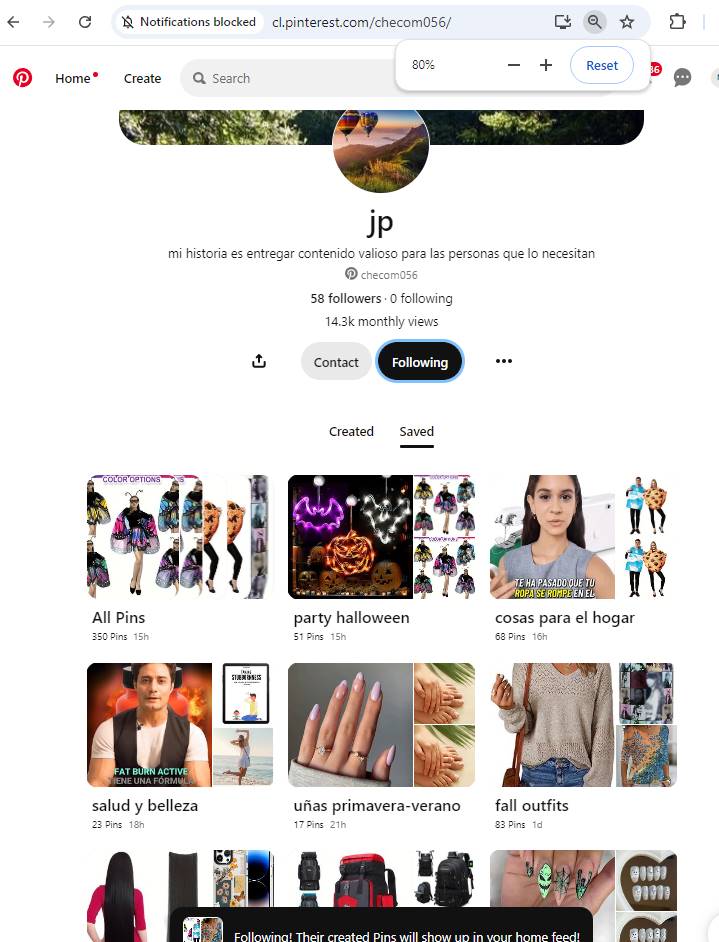 Notifications blocked
cl.pinterest.com/checom056/
80%
Reset
Home
Create
Search
jp
mi historia es entregar contenido valioso para las personas que lo necesitan
checom056
58 followers · 0 following
14.3k monthly views
Contact
Following
Created
Saved
COLOR OPTIONS
TE HA PASADO QUE TU
ROPA SE ROMPE EN EL
All Pins
350 Pins 15h
party halloween
51 Pins 15h
cosas para el hogar
68 Pins 16h
STUBBORNNESS
FAT BURN ACTIVE
TIENE UNA FÓRMULA
salud y belleza
23 Pins 18h
uñas primavera-verano
17 Pins 21h
fall outfits
83 Pins 1d
Following! Their created Pins will show up in your home feed!